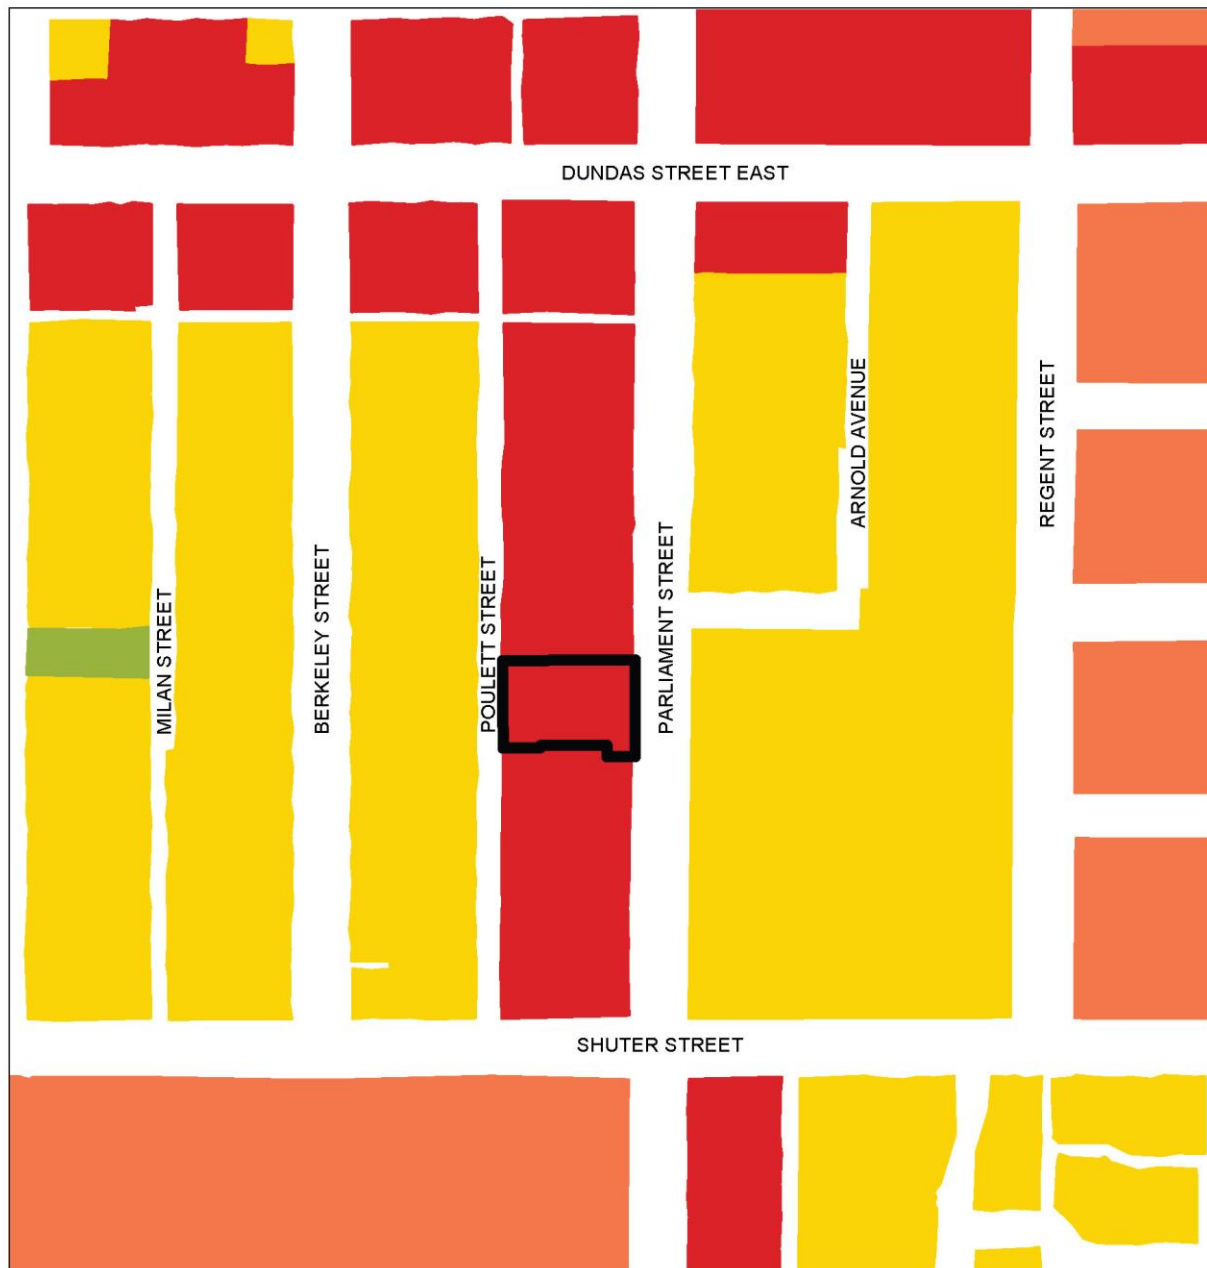 DUNDAS STREET EAST
MILAN STREET
BERKELEY STREET
POULETT STREET
PARLIAMENT STREET
ARNOLD AVENUE
REGENT STREET
SHUTER STREET